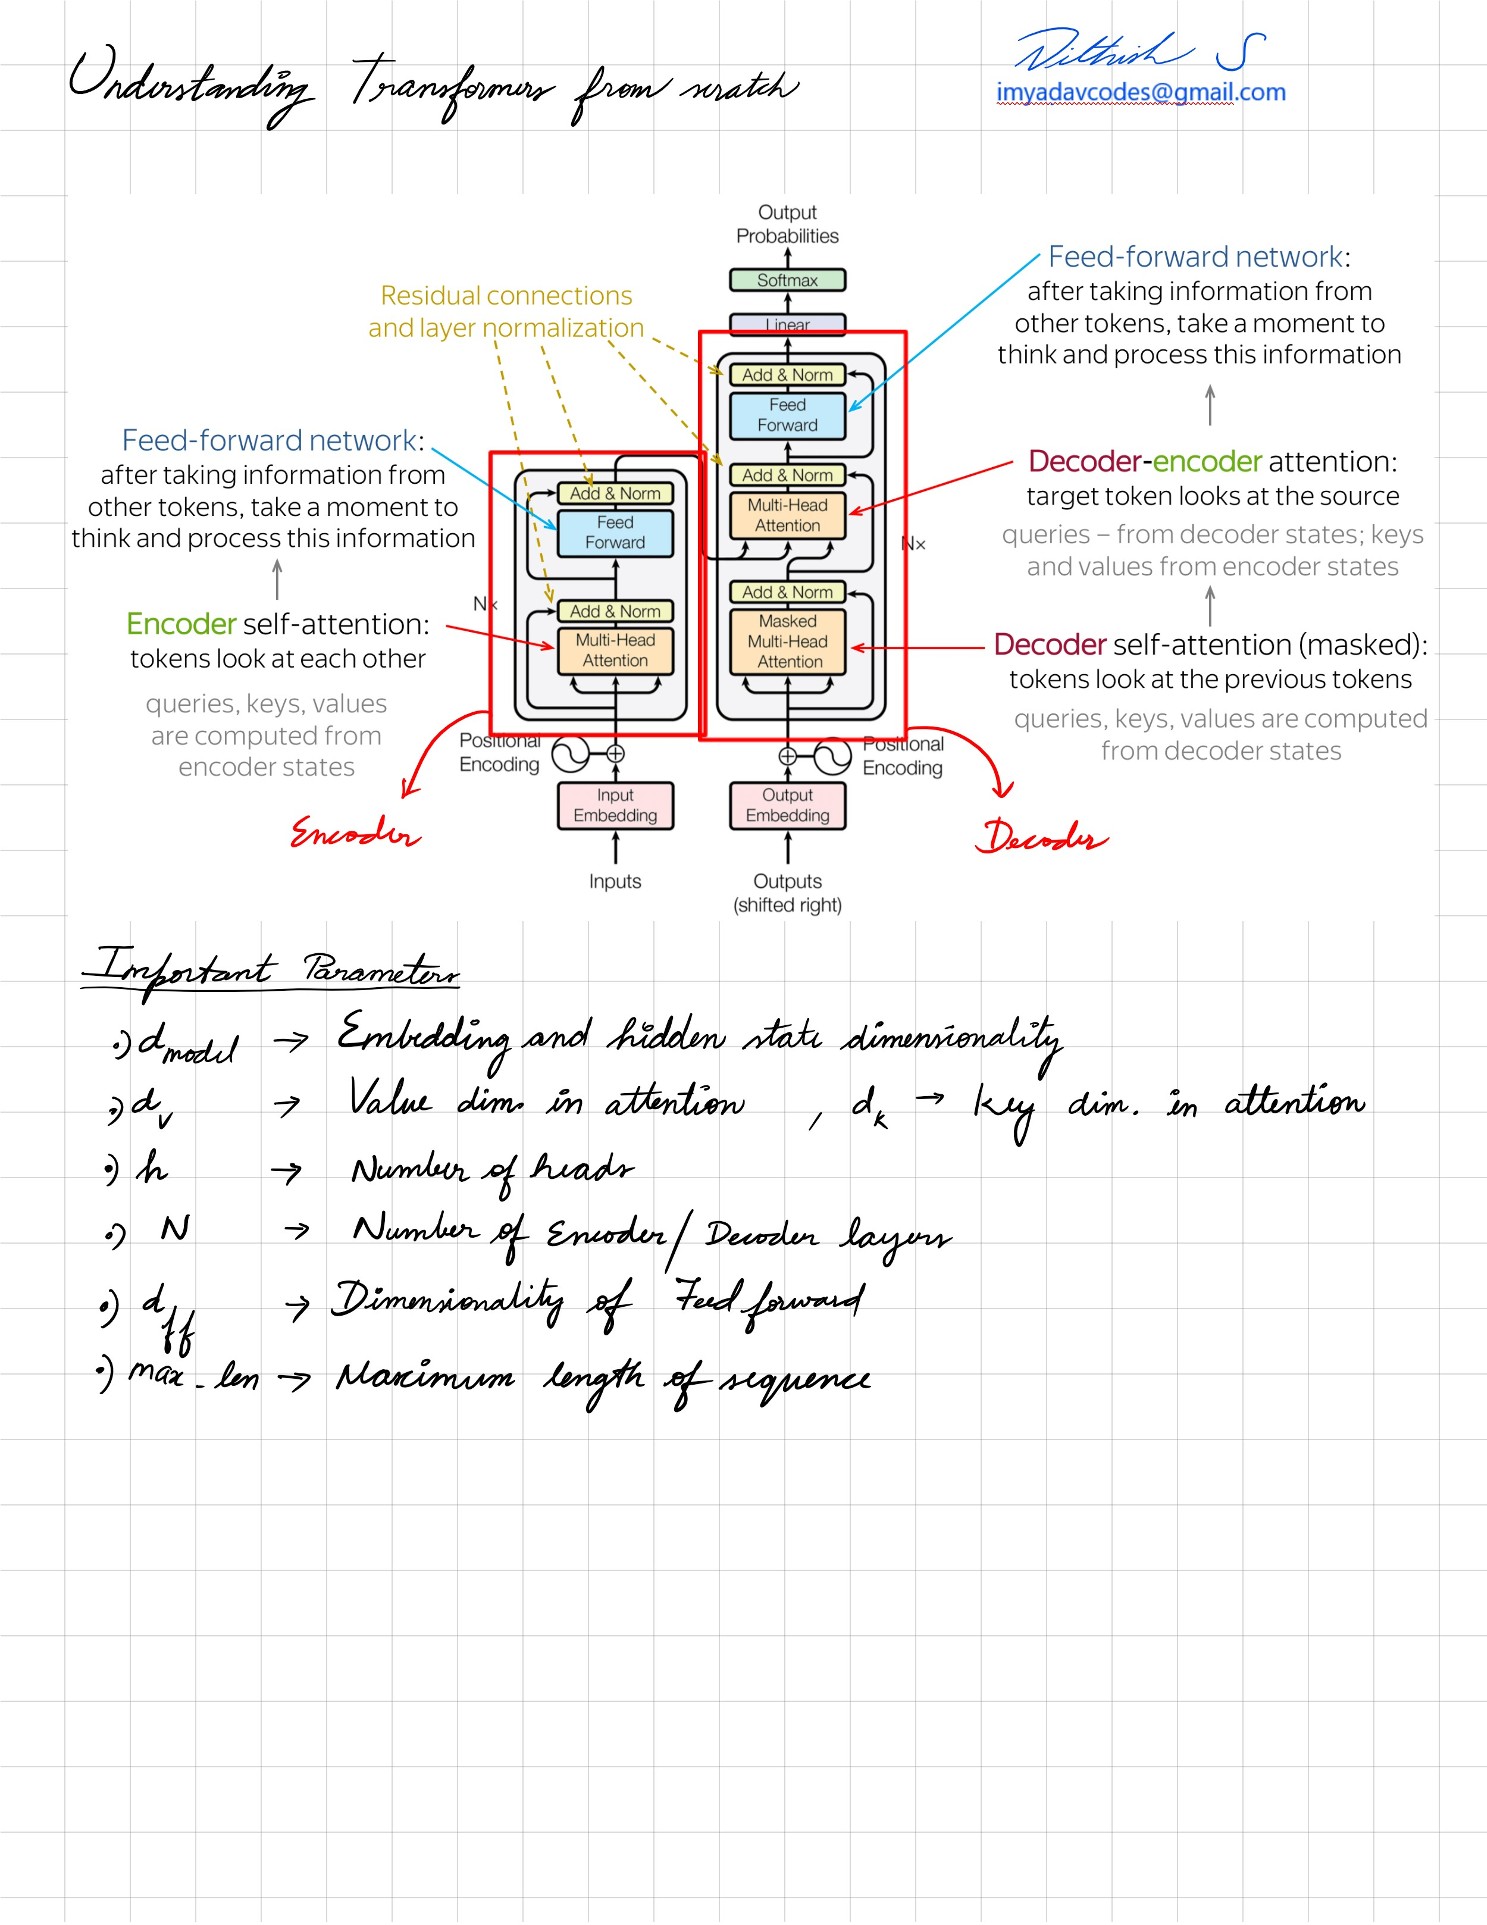 Understanding Transformers from scratch
Dithish S
imyadavcodes@gmail.com
Output
Probabilities
Softmax
Linear
Add & Norm
Feed
Forward
Add & Norm
Multi-Head
Attention
Nx
Add & Norm
Masked
Multi-Head
Attention
Positional
Encoding
Output
Embedding
Outputs
(shifted right)
Residual connections
and layer normalization
Add & Norm
Feed
Forward
Nx
Add & Norm
Multi-Head
Attention
Positional
Encoding
Input
Embedding
Inputs
Feed-forward network:
after taking information from
other tokens, take a moment to
think and process this information
Encoder self-attention:
tokens look at each other
queries, keys, values
are computed from
encoder states
Encoder
Feed-forward network:
after taking information from
other tokens, take a moment to
think and process this information
Decoder-encoder attention:
target token looks at the source
queries – from decoder states; keys
and values from encoder states
Decoder self-attention (masked):
tokens look at the previous tokens
queries, keys, values are computed
from decoder states
Decoder
Important Parameters
•) d_model → Embedding and hidden state dimensionality
•) d_v → Value dim. in attention , d_k → key dim. in attention
•) h → Number of heads
•) N → Number of Encoder/Decoder layers
•) d_ff → Dimensionality of Feed forward
•) max_len → Maximum length of sequence